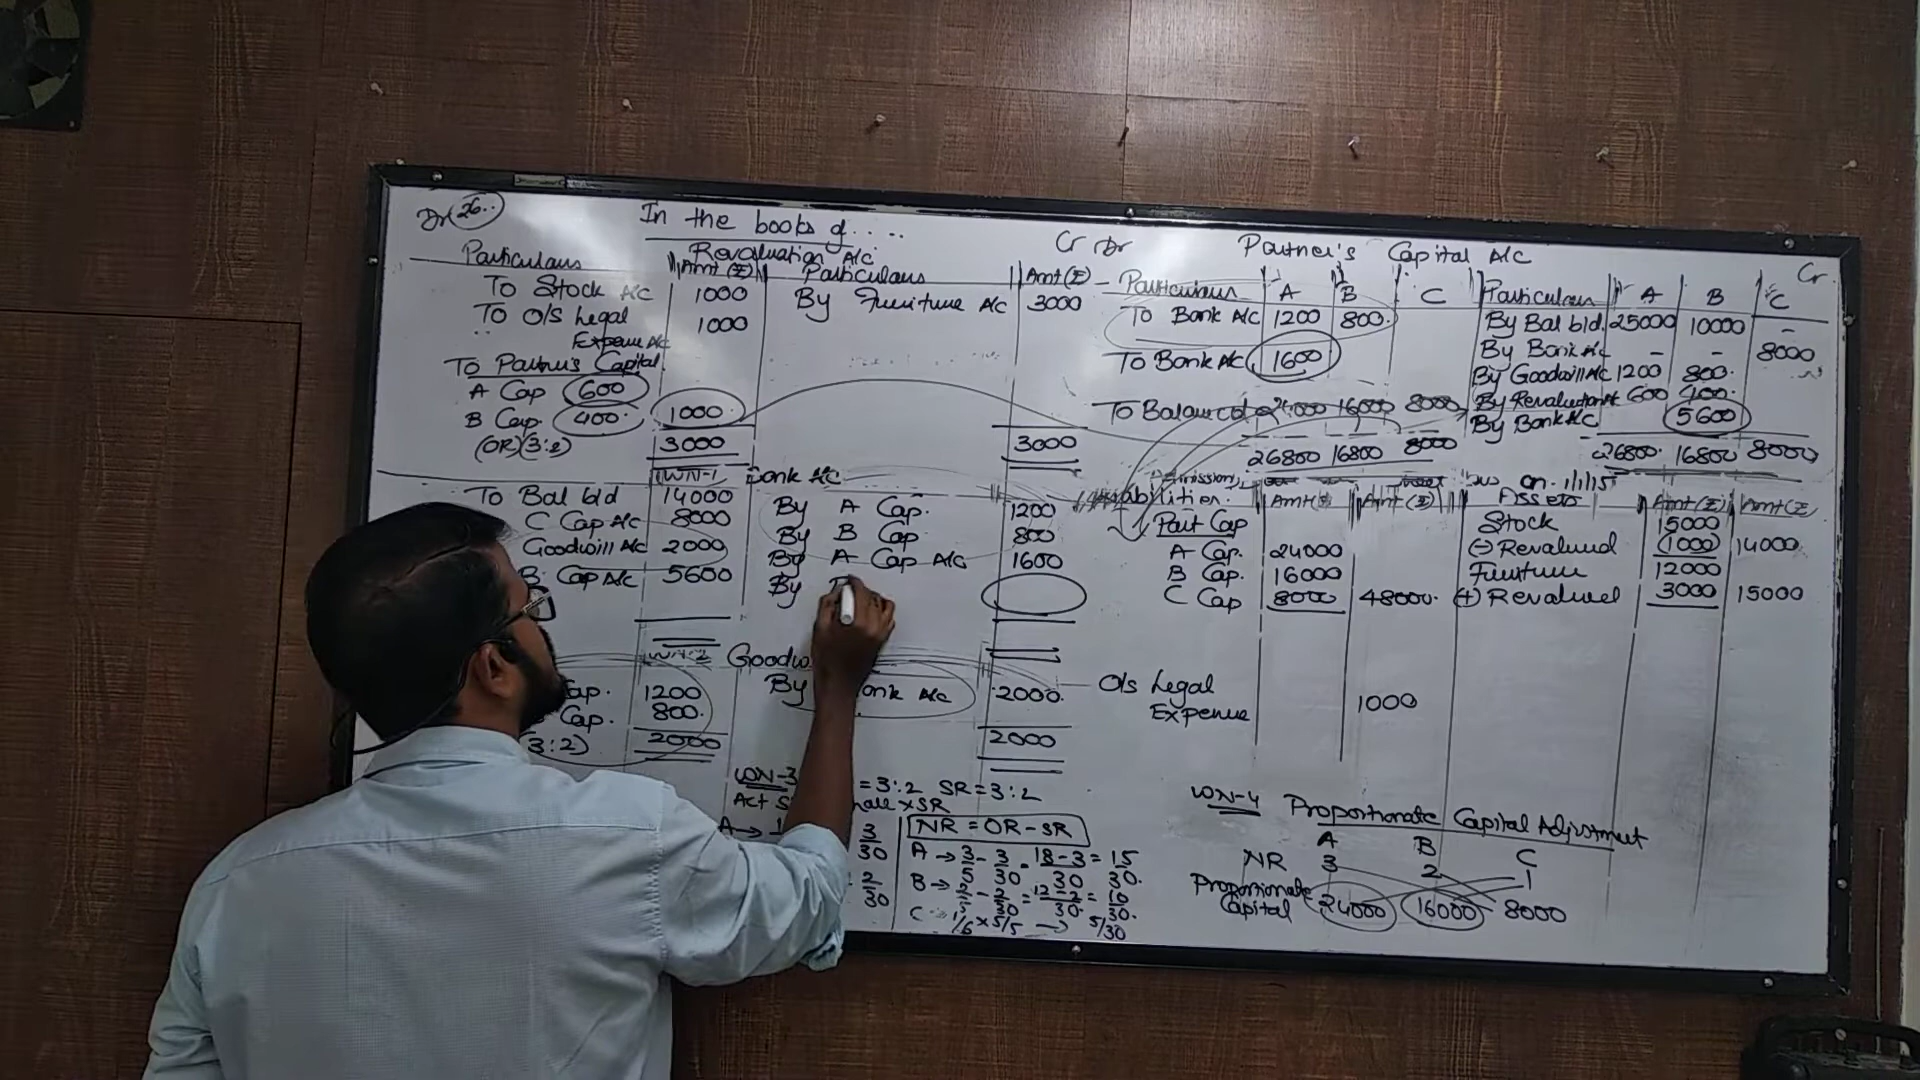 Dr 26..
In the books of.....
Revaluation A/c
Cr
Particulars Amt (₹) Particulars Amt (₹)
To Stock A/c 1000 By Furniture A/c 3000
To O/s Legal 1000
Expense A/c
To Partner's Capital
A Cap 600
B Cap 400 1000
(OR)(3:2) 3000 3000
WN-1 Bank A/c
To Bal b/d 14000 By A Cap. 1200
C Cap A/c 8000 By B Cap 800
Goodwill A/c 2000 By A Cap A/c 1600
B Cap A/c 5600 By
WN-2
Cap. 1200 By Bank A/c 2000
Cap. 800
3:2) 2000 2000
WN-3 = 3:2 SR = 3:2
× SR
NR = OR - SR
3/30 A → 3/5 - 3/30 = 18-3/30 = 15/30
2/30 B → 2/5 - 2/30 = 12-2/30 = 10/30
C 1/6 × 5/5 → 5/30
Dr Partner's Capital A/c Cr
Particulars A B C Particulars A B C
To Bank A/c 1200 800 By Bal b/d 25000 10000 -
To Bank A/c 1600 By Bank A/c - - 8000
By Goodwill A/c 1200 800
To Balance c/d 24000 16000 8000 By Revaluation A/c 600 400
By Bank A/c 5600
26800 16800 8000 26800 16800 8000
on 1/1/15
Liabilities Amt (₹) Amt (₹) Assets Amt (₹) Amt (₹)
Part Cap Stock 15000
A Cap. 24000 (-) Revalued 1000 14000
B Cap. 16000 Furniture 12000
C Cap 8000 48000 (+) Revalued 3000 15000
O/s Legal
Expense 1000
WN-4 Proportionate Capital Adjustment
A B C
NR 3 2 1
Proportionate
Capital 24000 16000 8000